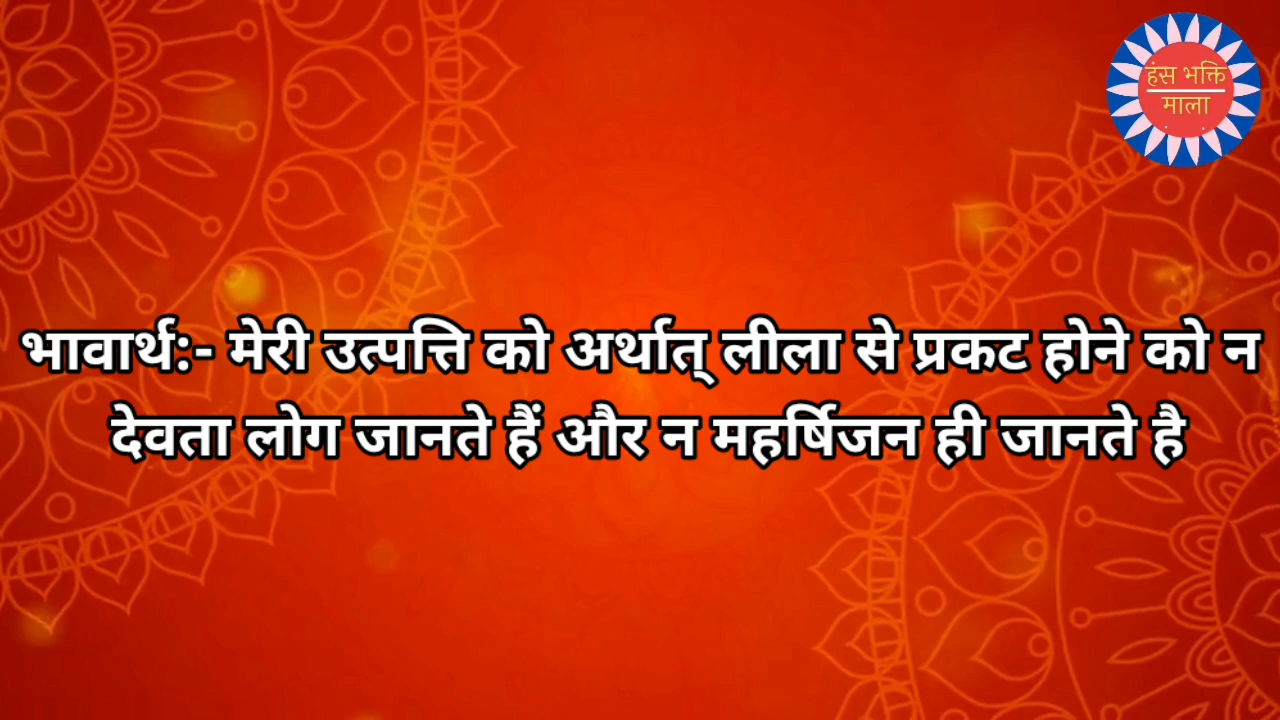 हंस भक्ति
माला
भावार्थ:- मेरी उत्पत्ति को अर्थात् लीला से प्रकट होने को न
देवता लोग जानते हैं और न महर्षिजन ही जानते है